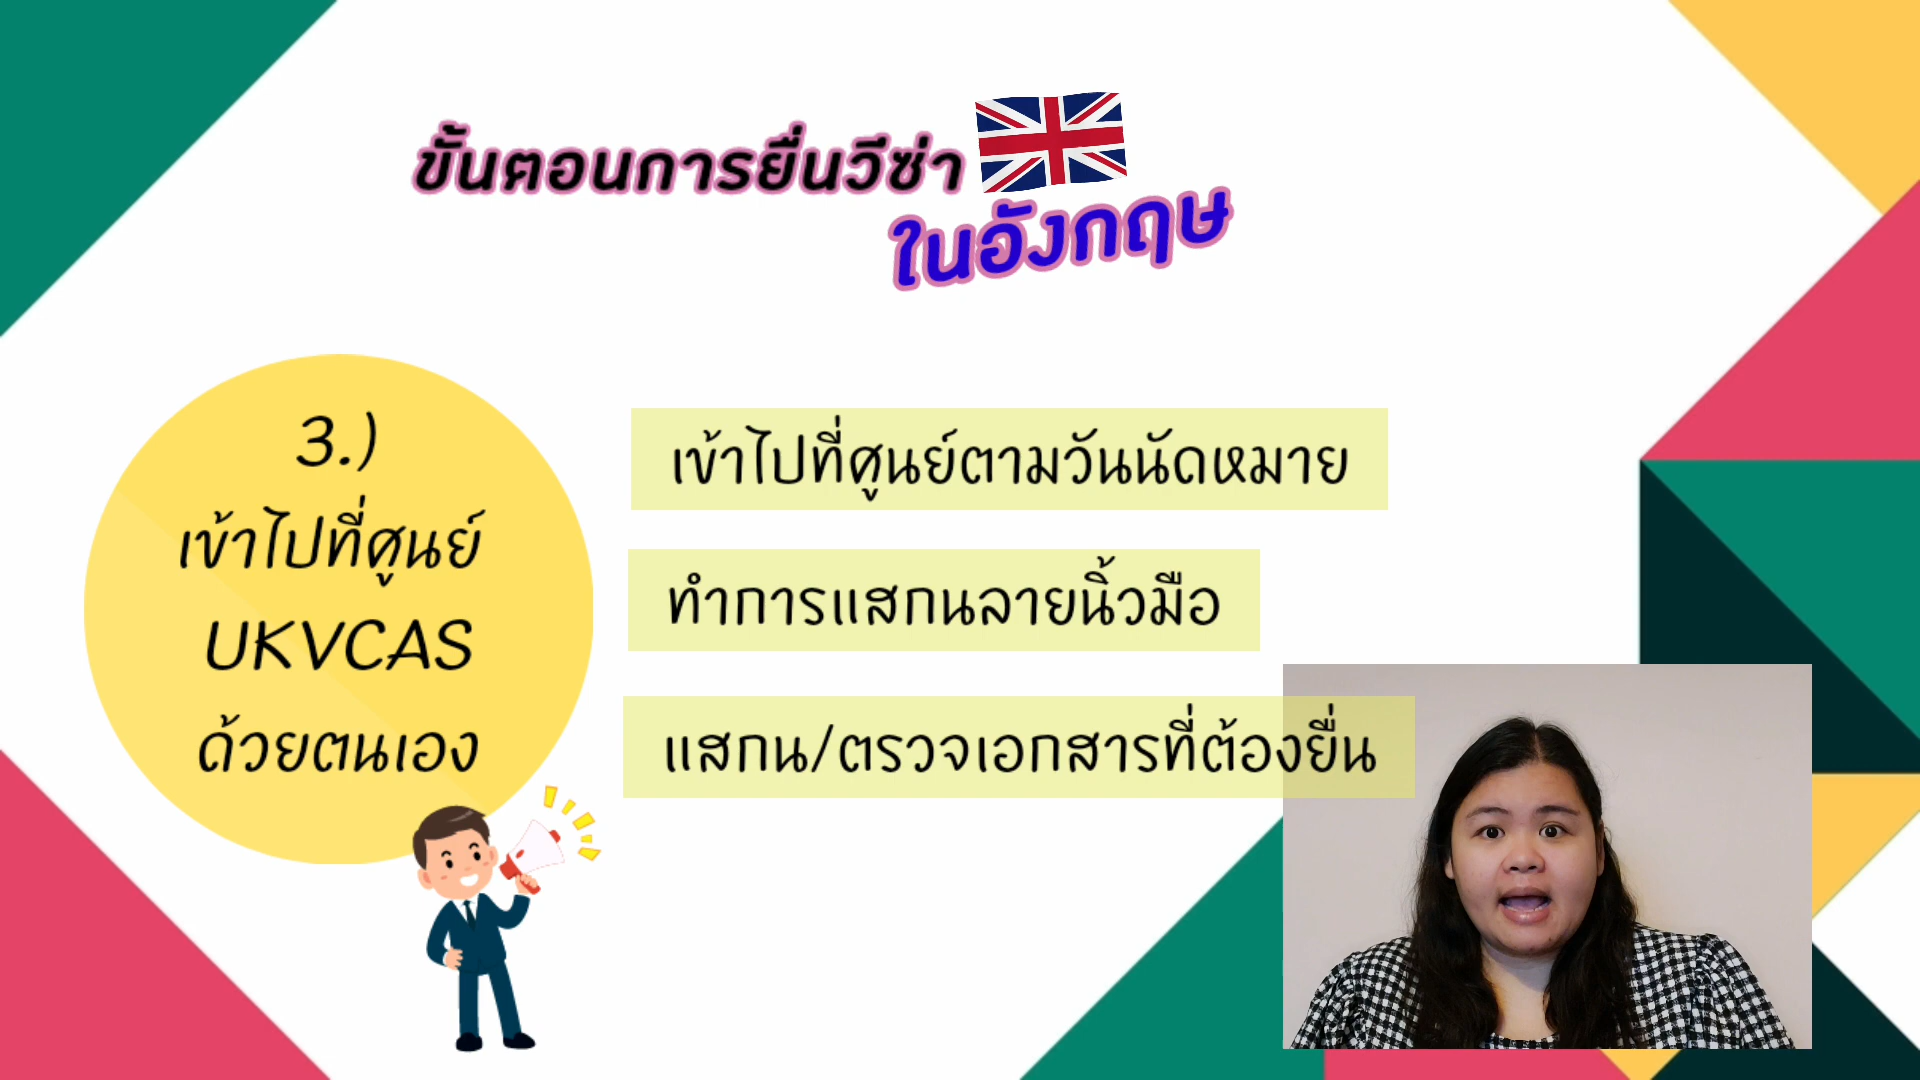 ขั้นตอนการยื่นวีซ่า
ในอังกฤษ
3.)
เข้าไปที่ศูนย์
UKVCAS
ด้วยตนเอง
เข้าไปที่ศูนย์ตามวันนัดหมาย
ทำการแสกนลายนิ้วมือ
แสกน/ตรวจเอกสารที่ต้องยื่น